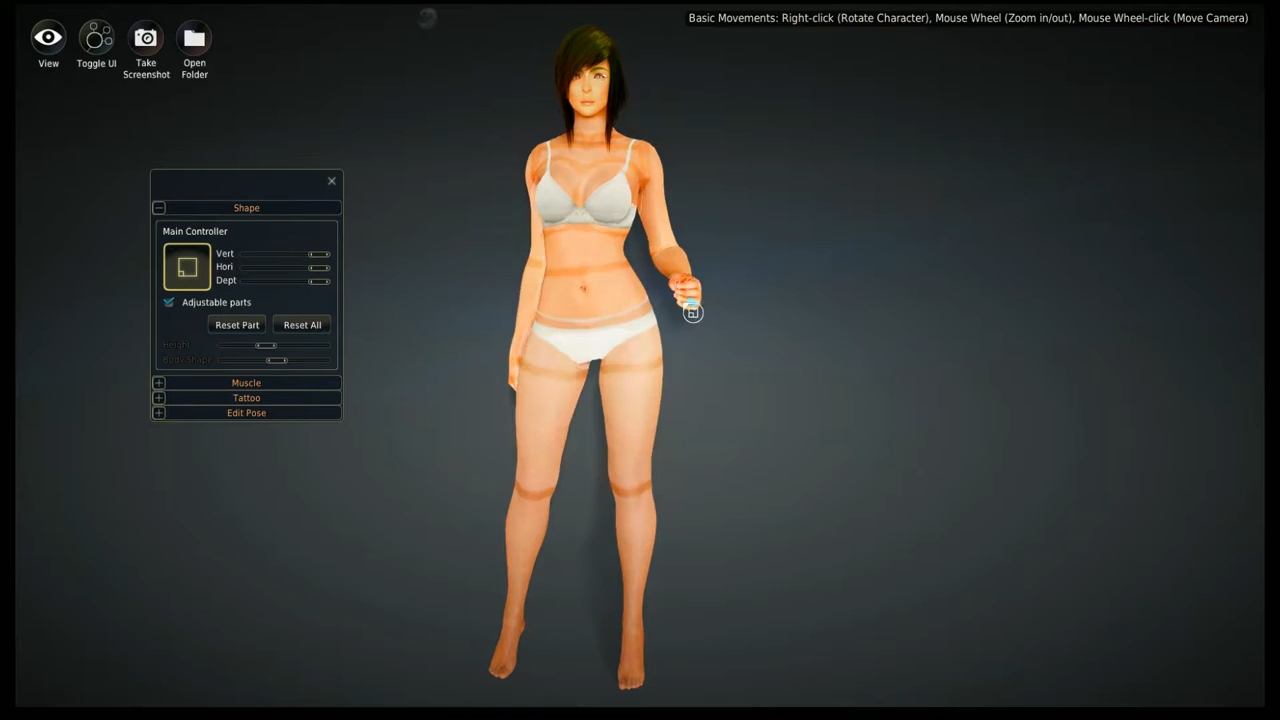 Basic Movements: Right-click (Rotate Character), Mouse Wheel (Zoom in/out), Mouse Wheel-click (Move Camera)
View
Toggle UI
Take
Screenshot
Open
Folder
Shape
Main Controller
Vert
Hori
Dept
Adjustable parts
Reset Part
Reset All
Height
Body Shape
Muscle
Tattoo
Edit Pose